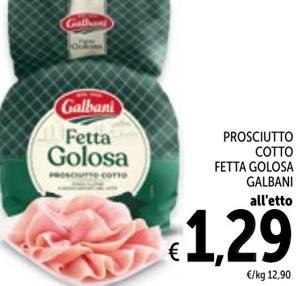 Galbani
Fetta
Golosa
Galbani
Fetta
Golosa
PROSCIUTTO COTTO
PROSCIUTTO
COTTO
FETTA GOLOSA
GALBANI
all'etto
€ 1,29
€/kg 12,90